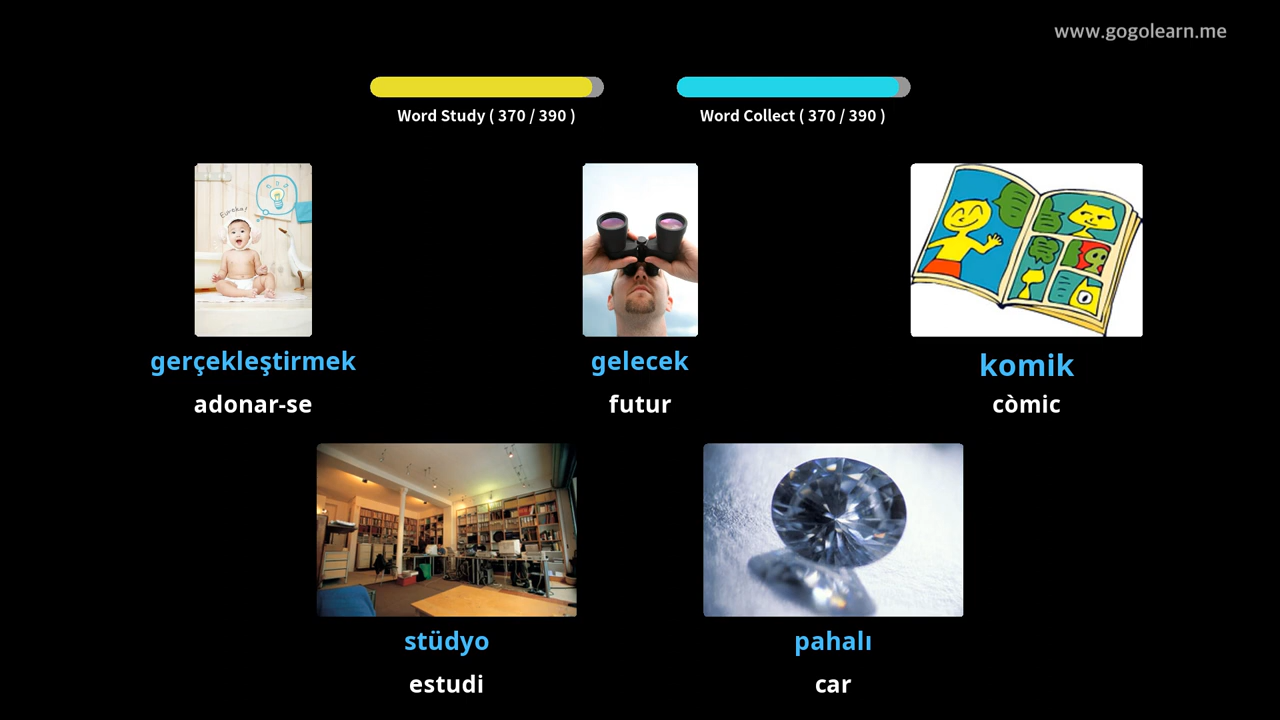 www.gogolearn.me
Word Study ( 370 / 390 )
Word Collect ( 370 / 390 )
Eureka!
gerçekleştirmek
adonar-se
gelecek
futur
komik
còmic
stüdyo
estudi
pahalı
car